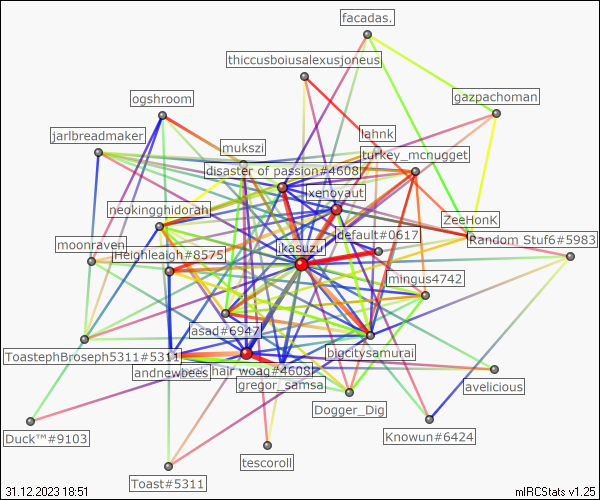 facadas.
thiccusboiusalexusjoneus
gazpachoman
ogshroom
jarlbreadmaker
lahnk
mukszi
turkey_mcnugget
disaster of passion#4608
xenoyaut
neokingghidorah
ZeeHonK
jdefault#0617
Random Stuf6#5983
moonraven
ikasuzu
Heighleaigh#8575
mingus4742
asad#6947
ToastephBroseph5311#5311
bigcitysamurai
andnewbees
hair woag#4608
gregor_samsa
avelicious
Dogger_Dig
Duck™#9103
Knowun#6424
tescoroll
Toast#5311
31.12.2023 18:51
mIRCStats v1.25